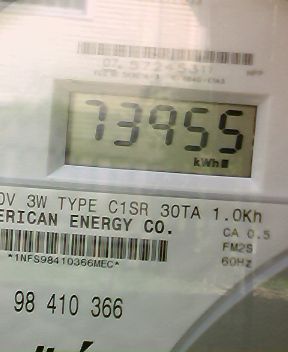 73955
kWh
0V 3W TYPE C1SR 30TA 1.0Kh
ERICAN ENERGY CO.
CA 0.5
FM2S
*1NFS98410366MEC*
60Hz
98 410 366